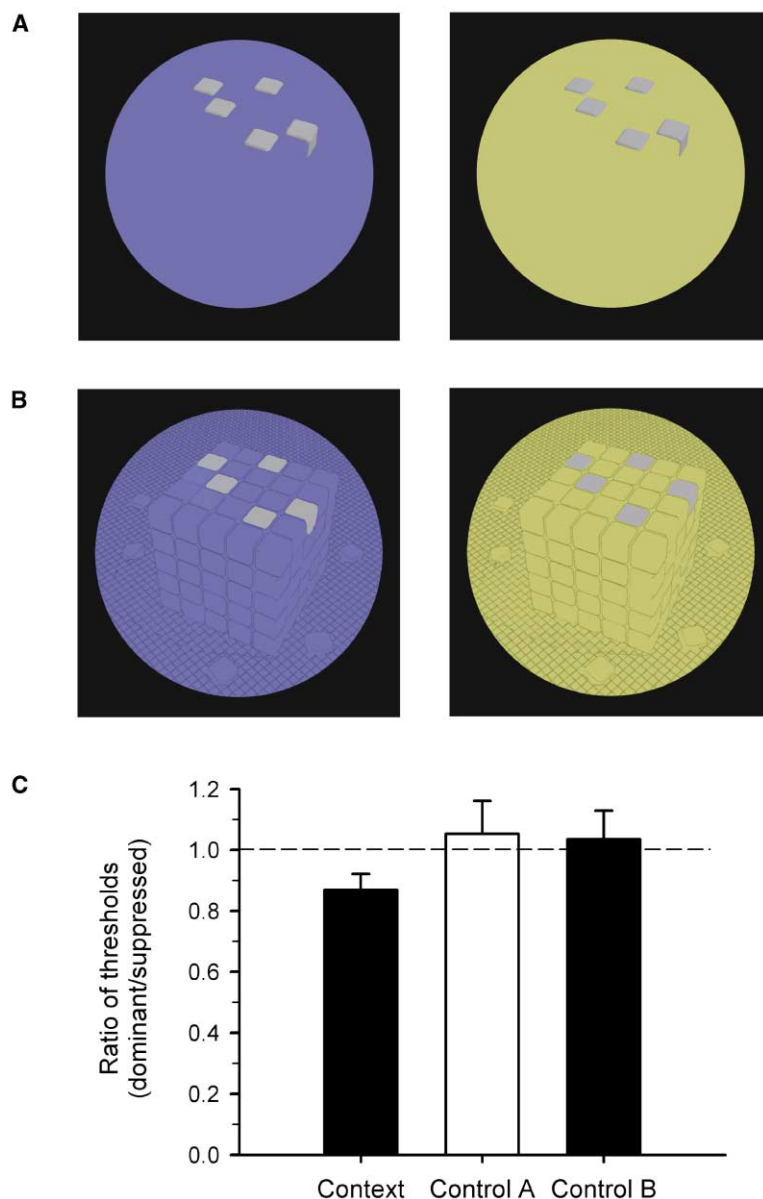 A
B
C
Ratio of thresholds
(dominant/suppressed)
1.2
1.0
0.8
0.6
0.4
0.2
0.0
Context Control A Control B